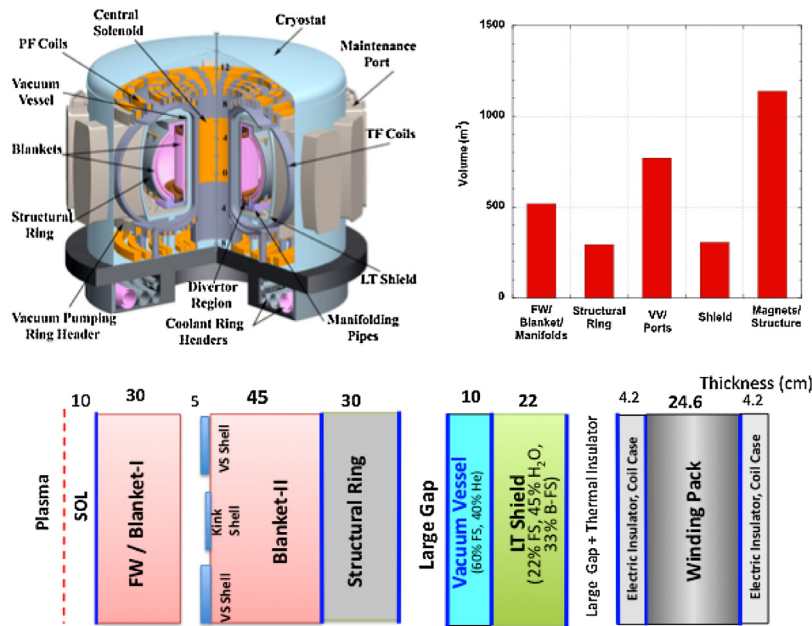 Central
Solenoid
PF Coils
Cryostat
Maintenance
Port
Vacuum
Vessel
TF Coils
Blankets
Structural
Ring
LT Shield
Divertor
Region
Vacuum Pumping
Ring Header
Coolant Ring
Headers
Manifolding
Pipes
12
8
4
0
4
Volume (m³)
1500
1000
500
0
FW/
Blanket/
Manifolds
Structural
Ring
VV/
Ports
Shield
Magnets/
Structure
Thickness (cm)
10
30
5
45
30
10
22
4.2
24.6
4.2
Plasma
SOL
FW / Blanket-I
VS Shell
Kink
Shell
VS Shell
Blanket-II
Structural Ring
Large Gap
Vacuum Vessel
(60% FS, 40% He)
LT Shield
(22% FS, 45% H₂O,
33% B-FS)
Large Gap + Thermal Insulator
Electric Insulator, Coil Case
Winding Pack
Electric Insulator, Coil Case